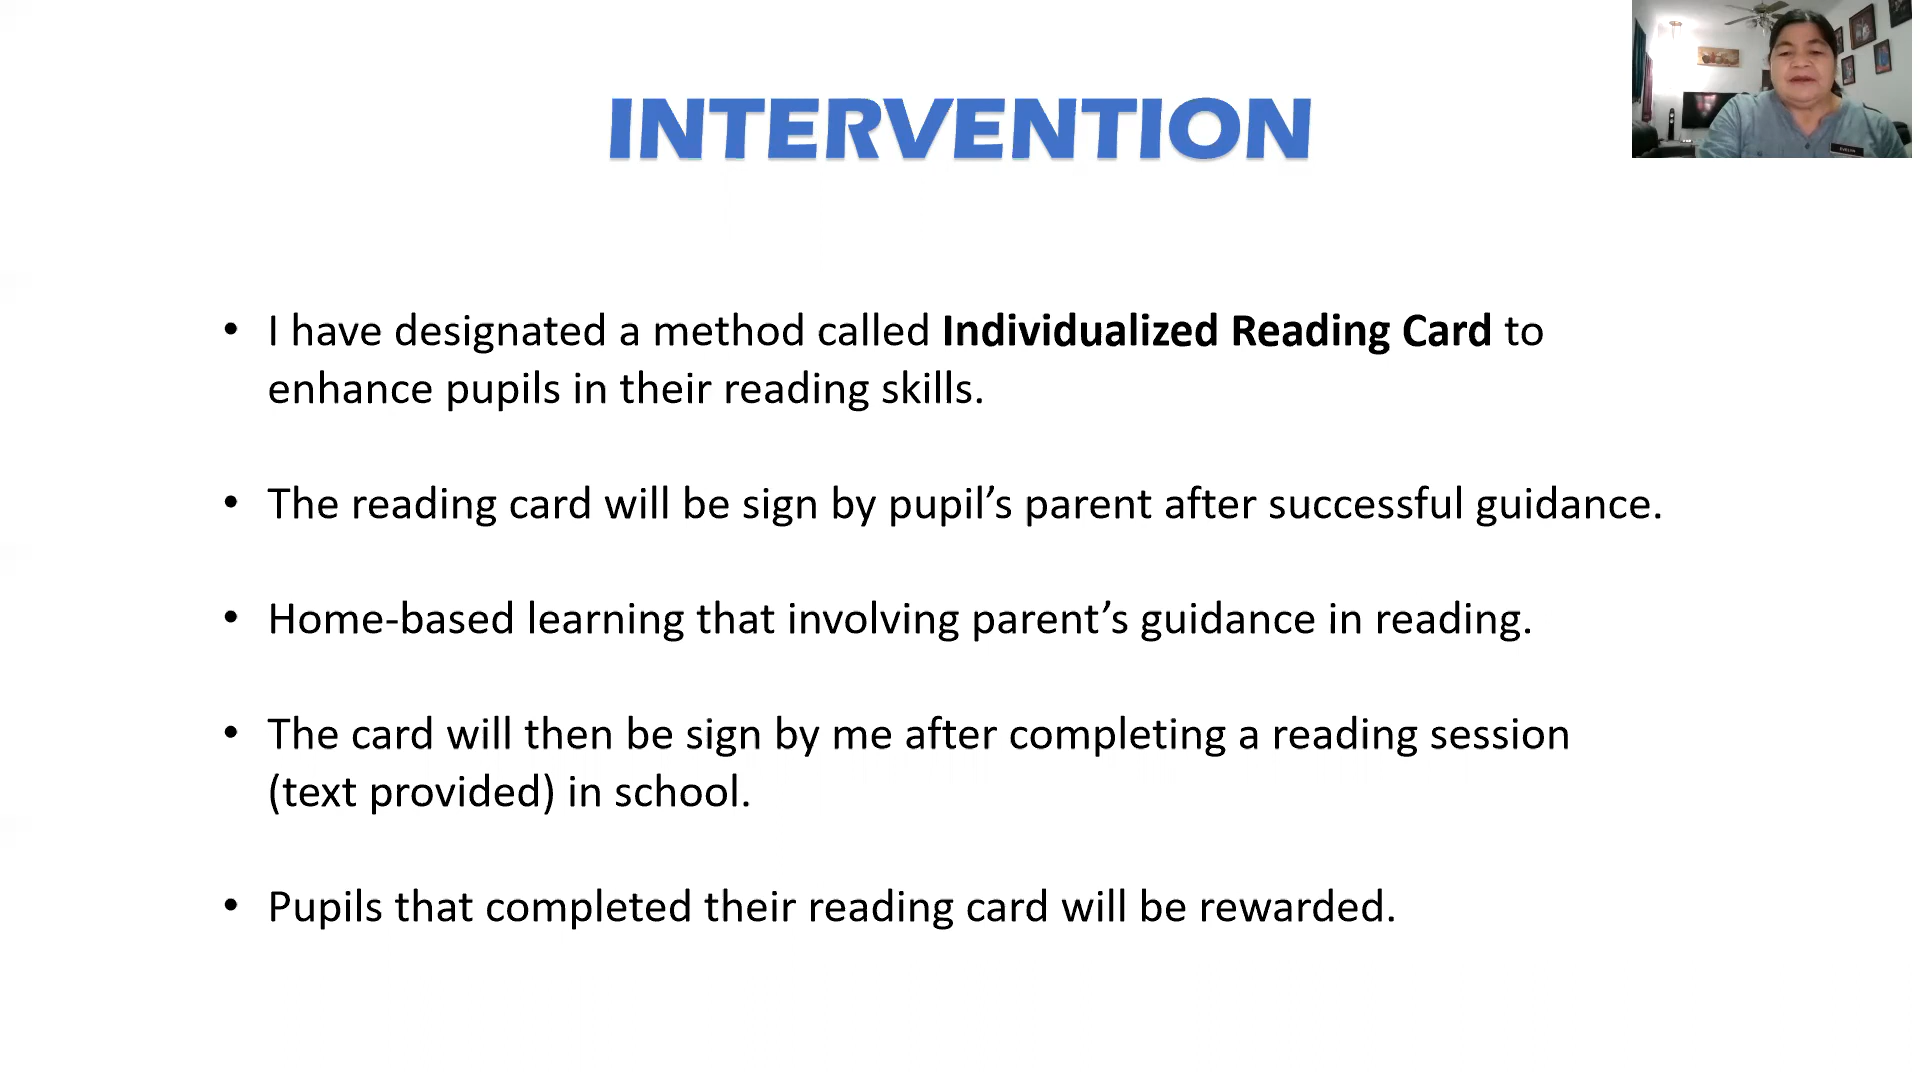 INTERVENTION
• I have designated a method called Individualized Reading Card to
enhance pupils in their reading skills.
• The reading card will be sign by pupil’s parent after successful guidance.
• Home-based learning that involving parent’s guidance in reading.
• The card will then be sign by me after completing a reading session
(text provided) in school.
• Pupils that completed their reading card will be rewarded.